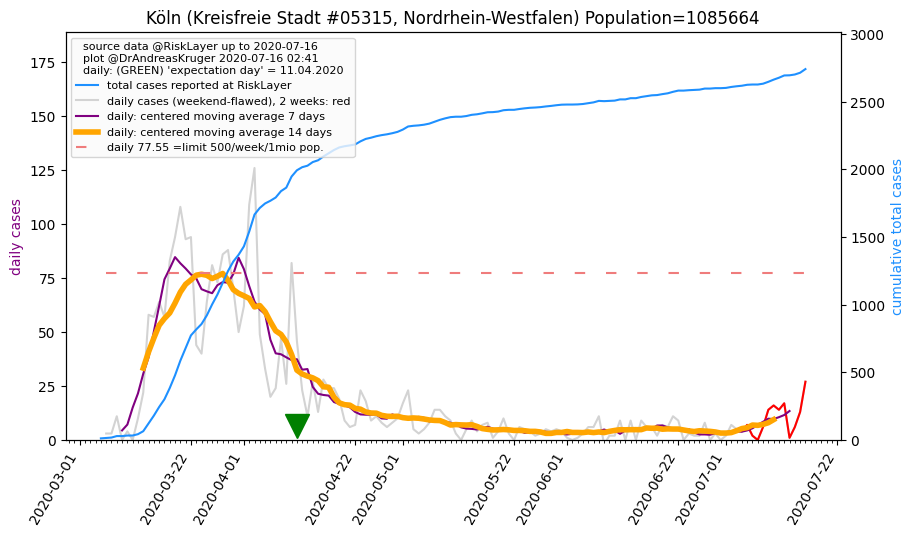 Köln (Kreisfreie Stadt #05315, Nordrhein-Westfalen) Population=1085664
source data @RiskLayer up to 2020-07-16
plot @DrAndreasKruger 2020-07-16 02:41
daily: (GREEN) 'expectation day' = 11.04.2020
total cases reported at RiskLayer
daily cases (weekend-flawed), 2 weeks: red
daily: centered moving average 7 days
daily: centered moving average 14 days
daily 77.55 =limit 500/week/1mio pop.
daily cases
175
150
125
100
75
50
25
0
cumulative total cases
3000
2500
2000
1500
1000
500
0
2020-03-01
2020-03-22
2020-04-01
2020-04-22
2020-05-01
2020-05-22
2020-06-01
2020-06-22
2020-07-01
2020-07-22